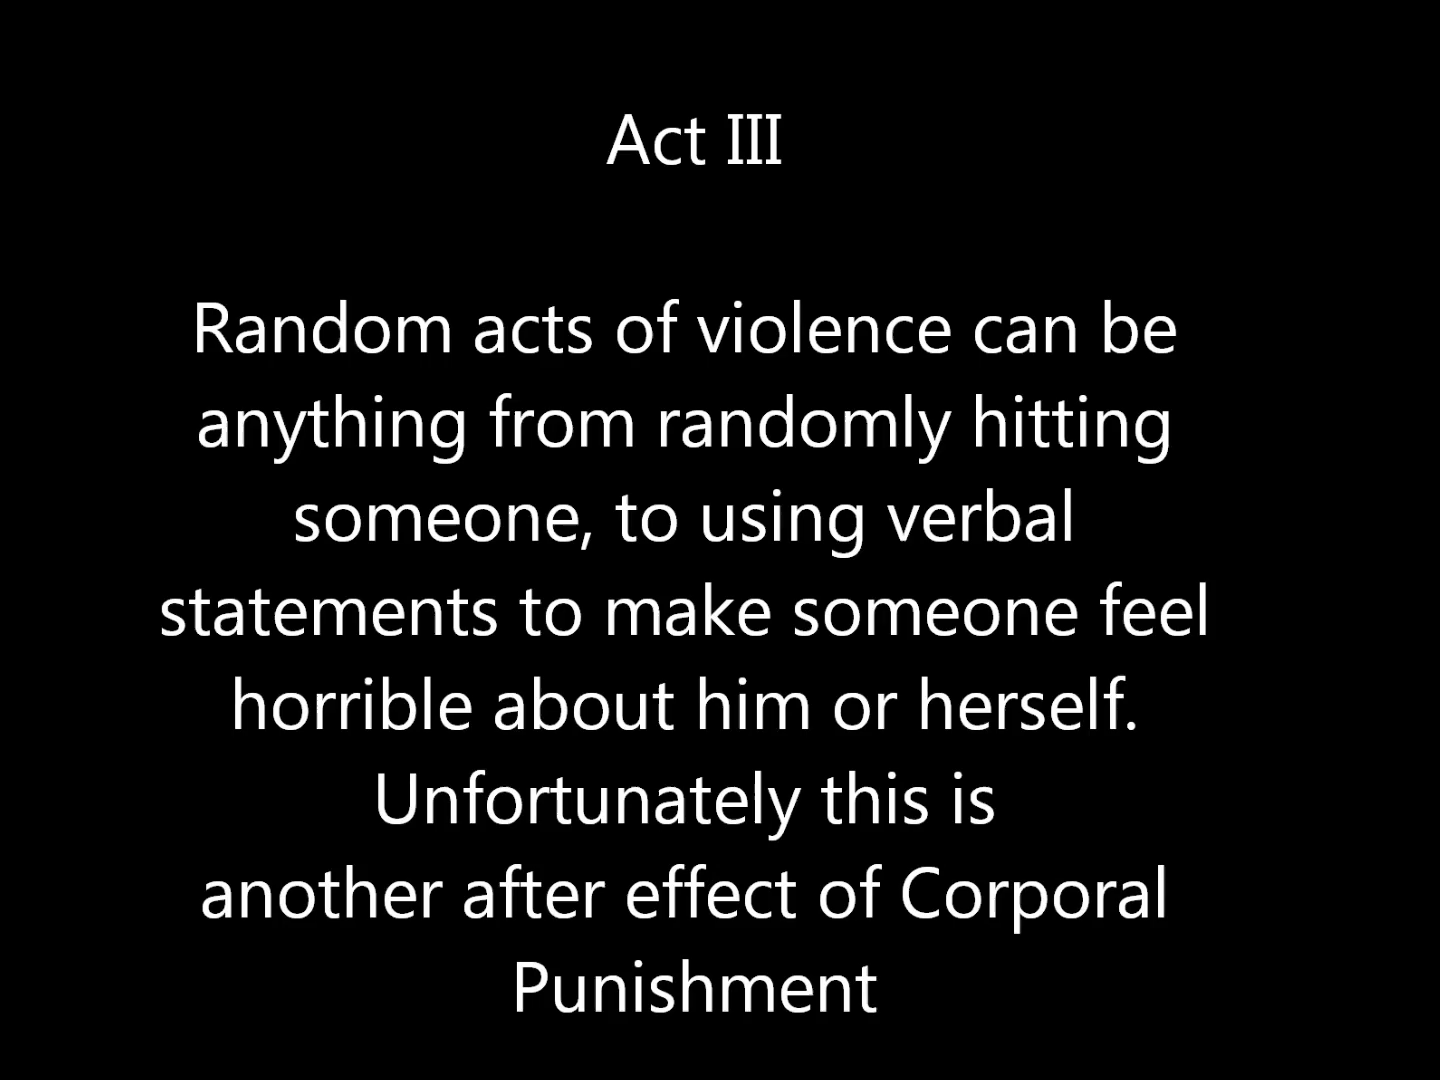 Act III
Random acts of violence can be
anything from randomly hitting
someone, to using verbal
statements to make someone feel
horrible about him or herself.
Unfortunately this is
another after effect of Corporal
Punishment